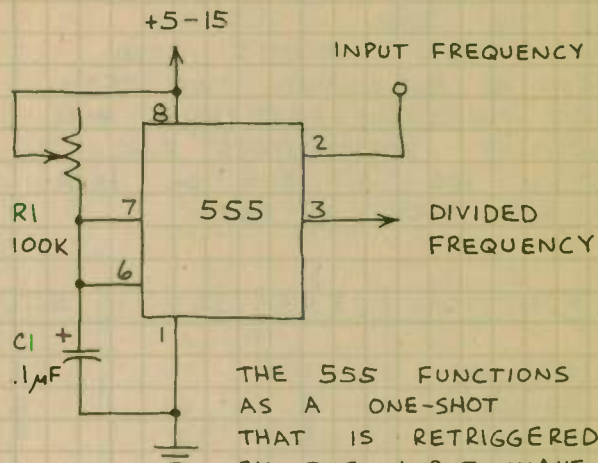 +5-15
INPUT FREQUENCY
8
2
R1
100K
7
555
3
DIVIDED
FREQUENCY
6
C1 +
.1μF
1
THE 555 FUNCTIONS
AS A ONE-SHOT
THAT IS RETRIGGERED